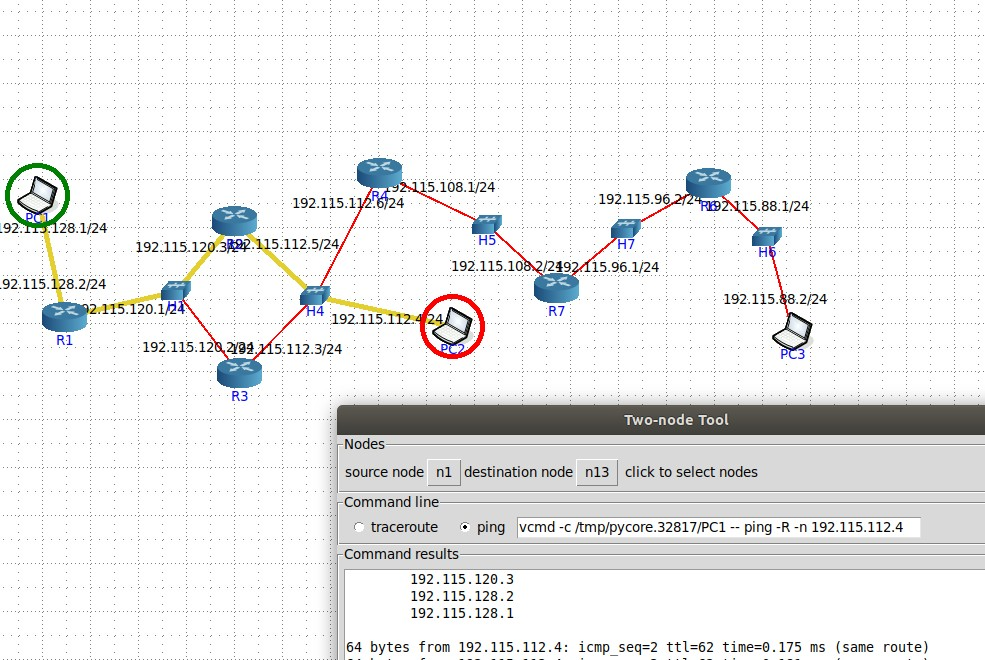 R4
192.115.108.1/24
192.115.112.6/24
192.115.96.2/24
R6
192.115.88.1/24
PC1
192.115.128.1/24
192.115.120.3/24
192.115.112.5/24
H5
H7
H6
192.115.108.2/24
192.115.96.1/24
192.115.128.2/24
192.115.120.1/24
H4
R7
192.115.88.2/24
192.115.112.4/24
R1
192.115.120.2/24
192.115.112.3/24
PC2
PC3
R3
Two-node Tool
Nodes
source node n1 destination node n13 click to select nodes
Command line
traceroute ping vcmd -c /tmp/pycore.32817/PC1 -- ping -R -n 192.115.112.4
Command results
192.115.120.3
192.115.128.2
192.115.128.1
64 bytes from 192.115.112.4: icmp_seq=2 ttl=62 time=0.175 ms (same route)